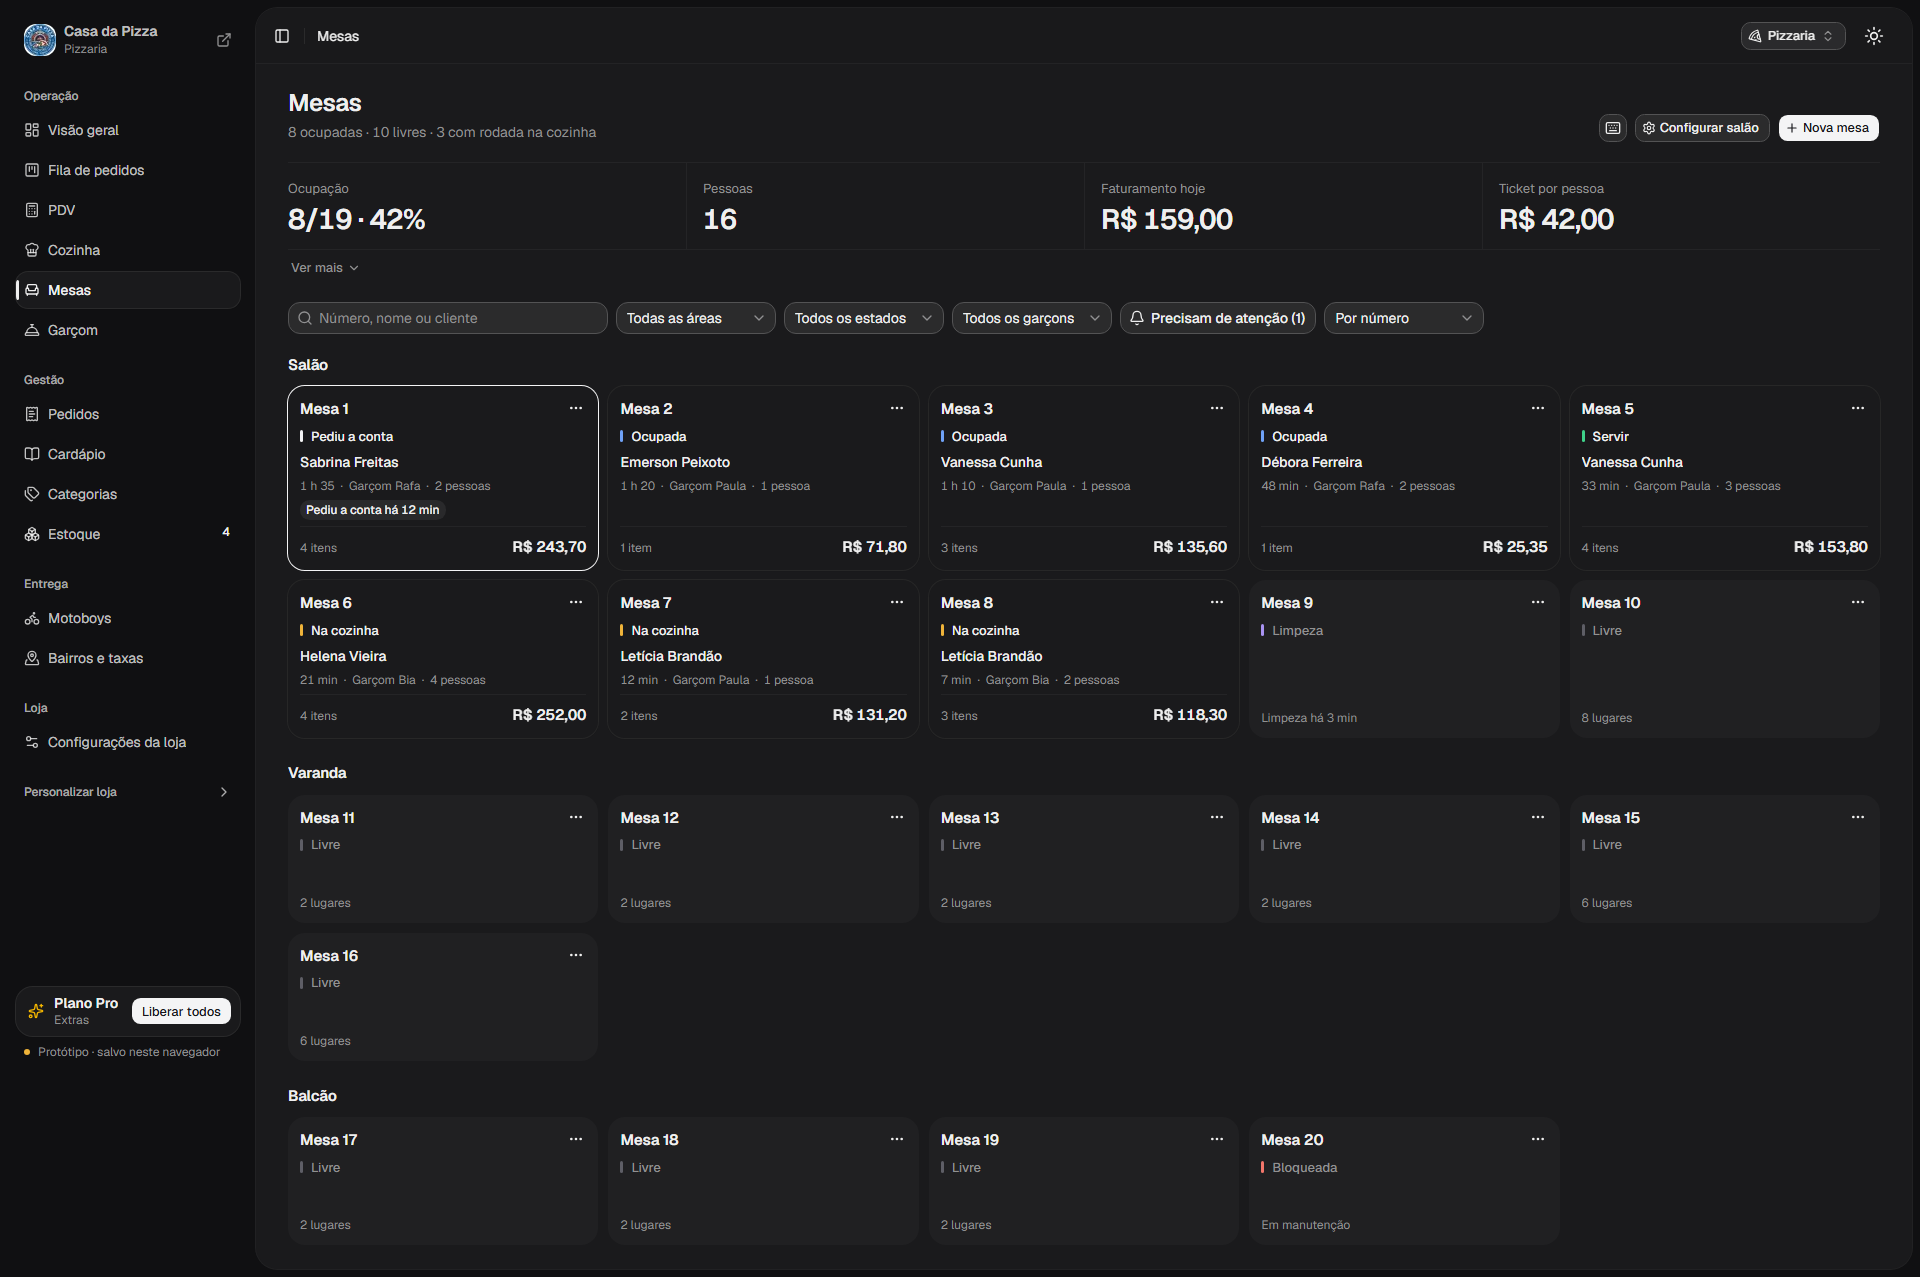 Casa da Pizza
Pizzaria
Operação
Visão geral
Fila de pedidos
PDV
Cozinha
Mesas
Garçom
Gestão
Pedidos
Cardápio
Categorias
Estoque 4
Entrega
Motoboys
Bairros e taxas
Loja
Configurações da loja
Personalizar loja
Plano Pro
Extras
Liberar todos
Protótipo · salvo neste navegador
Mesas
Pizzaria
Mesas
8 ocupadas · 10 livres · 3 com rodada na cozinha
Configurar salão
Nova mesa
Ocupação
8/19 · 42%
Pessoas
16
Faturamento hoje
R$ 159,00
Ticket por pessoa
R$ 42,00
Ver mais
Número, nome ou cliente
Todas as áreas
Todos os estados
Todos os garçons
Precisam de atenção (1)
Por número
Salão
Mesa 1
Pediu a conta
Sabrina Freitas
1 h 35 · Garçom Rafa · 2 pessoas
Pediu a conta há 12 min
4 itens R$ 243,70
Mesa 2
Ocupada
Emerson Peixoto
1 h 20 · Garçom Paula · 1 pessoa
1 item R$ 71,80
Mesa 3
Ocupada
Vanessa Cunha
1 h 10 · Garçom Paula · 1 pessoa
3 itens R$ 135,60
Mesa 4
Ocupada
Débora Ferreira
48 min · Garçom Rafa · 2 pessoas
1 item R$ 25,35
Mesa 5
Servir
Vanessa Cunha
33 min · Garçom Paula · 3 pessoas
4 itens R$ 153,80
Mesa 6
Na cozinha
Helena Vieira
21 min · Garçom Bia · 4 pessoas
4 itens R$ 252,00
Mesa 7
Na cozinha
Letícia Brandão
12 min · Garçom Paula · 1 pessoa
2 itens R$ 131,20
Mesa 8
Na cozinha
Letícia Brandão
7 min · Garçom Bia · 2 pessoas
3 itens R$ 118,30
Mesa 9
Limpeza
Limpeza há 3 min
Mesa 10
Livre
8 lugares
Varanda
Mesa 11
Livre
2 lugares
Mesa 12
Livre
2 lugares
Mesa 13
Livre
2 lugares
Mesa 14
Livre
2 lugares
Mesa 15
Livre
6 lugares
Mesa 16
Livre
6 lugares
Balcão
Mesa 17
Livre
2 lugares
Mesa 18
Livre
2 lugares
Mesa 19
Livre
2 lugares
Mesa 20
Bloqueada
Em manutenção